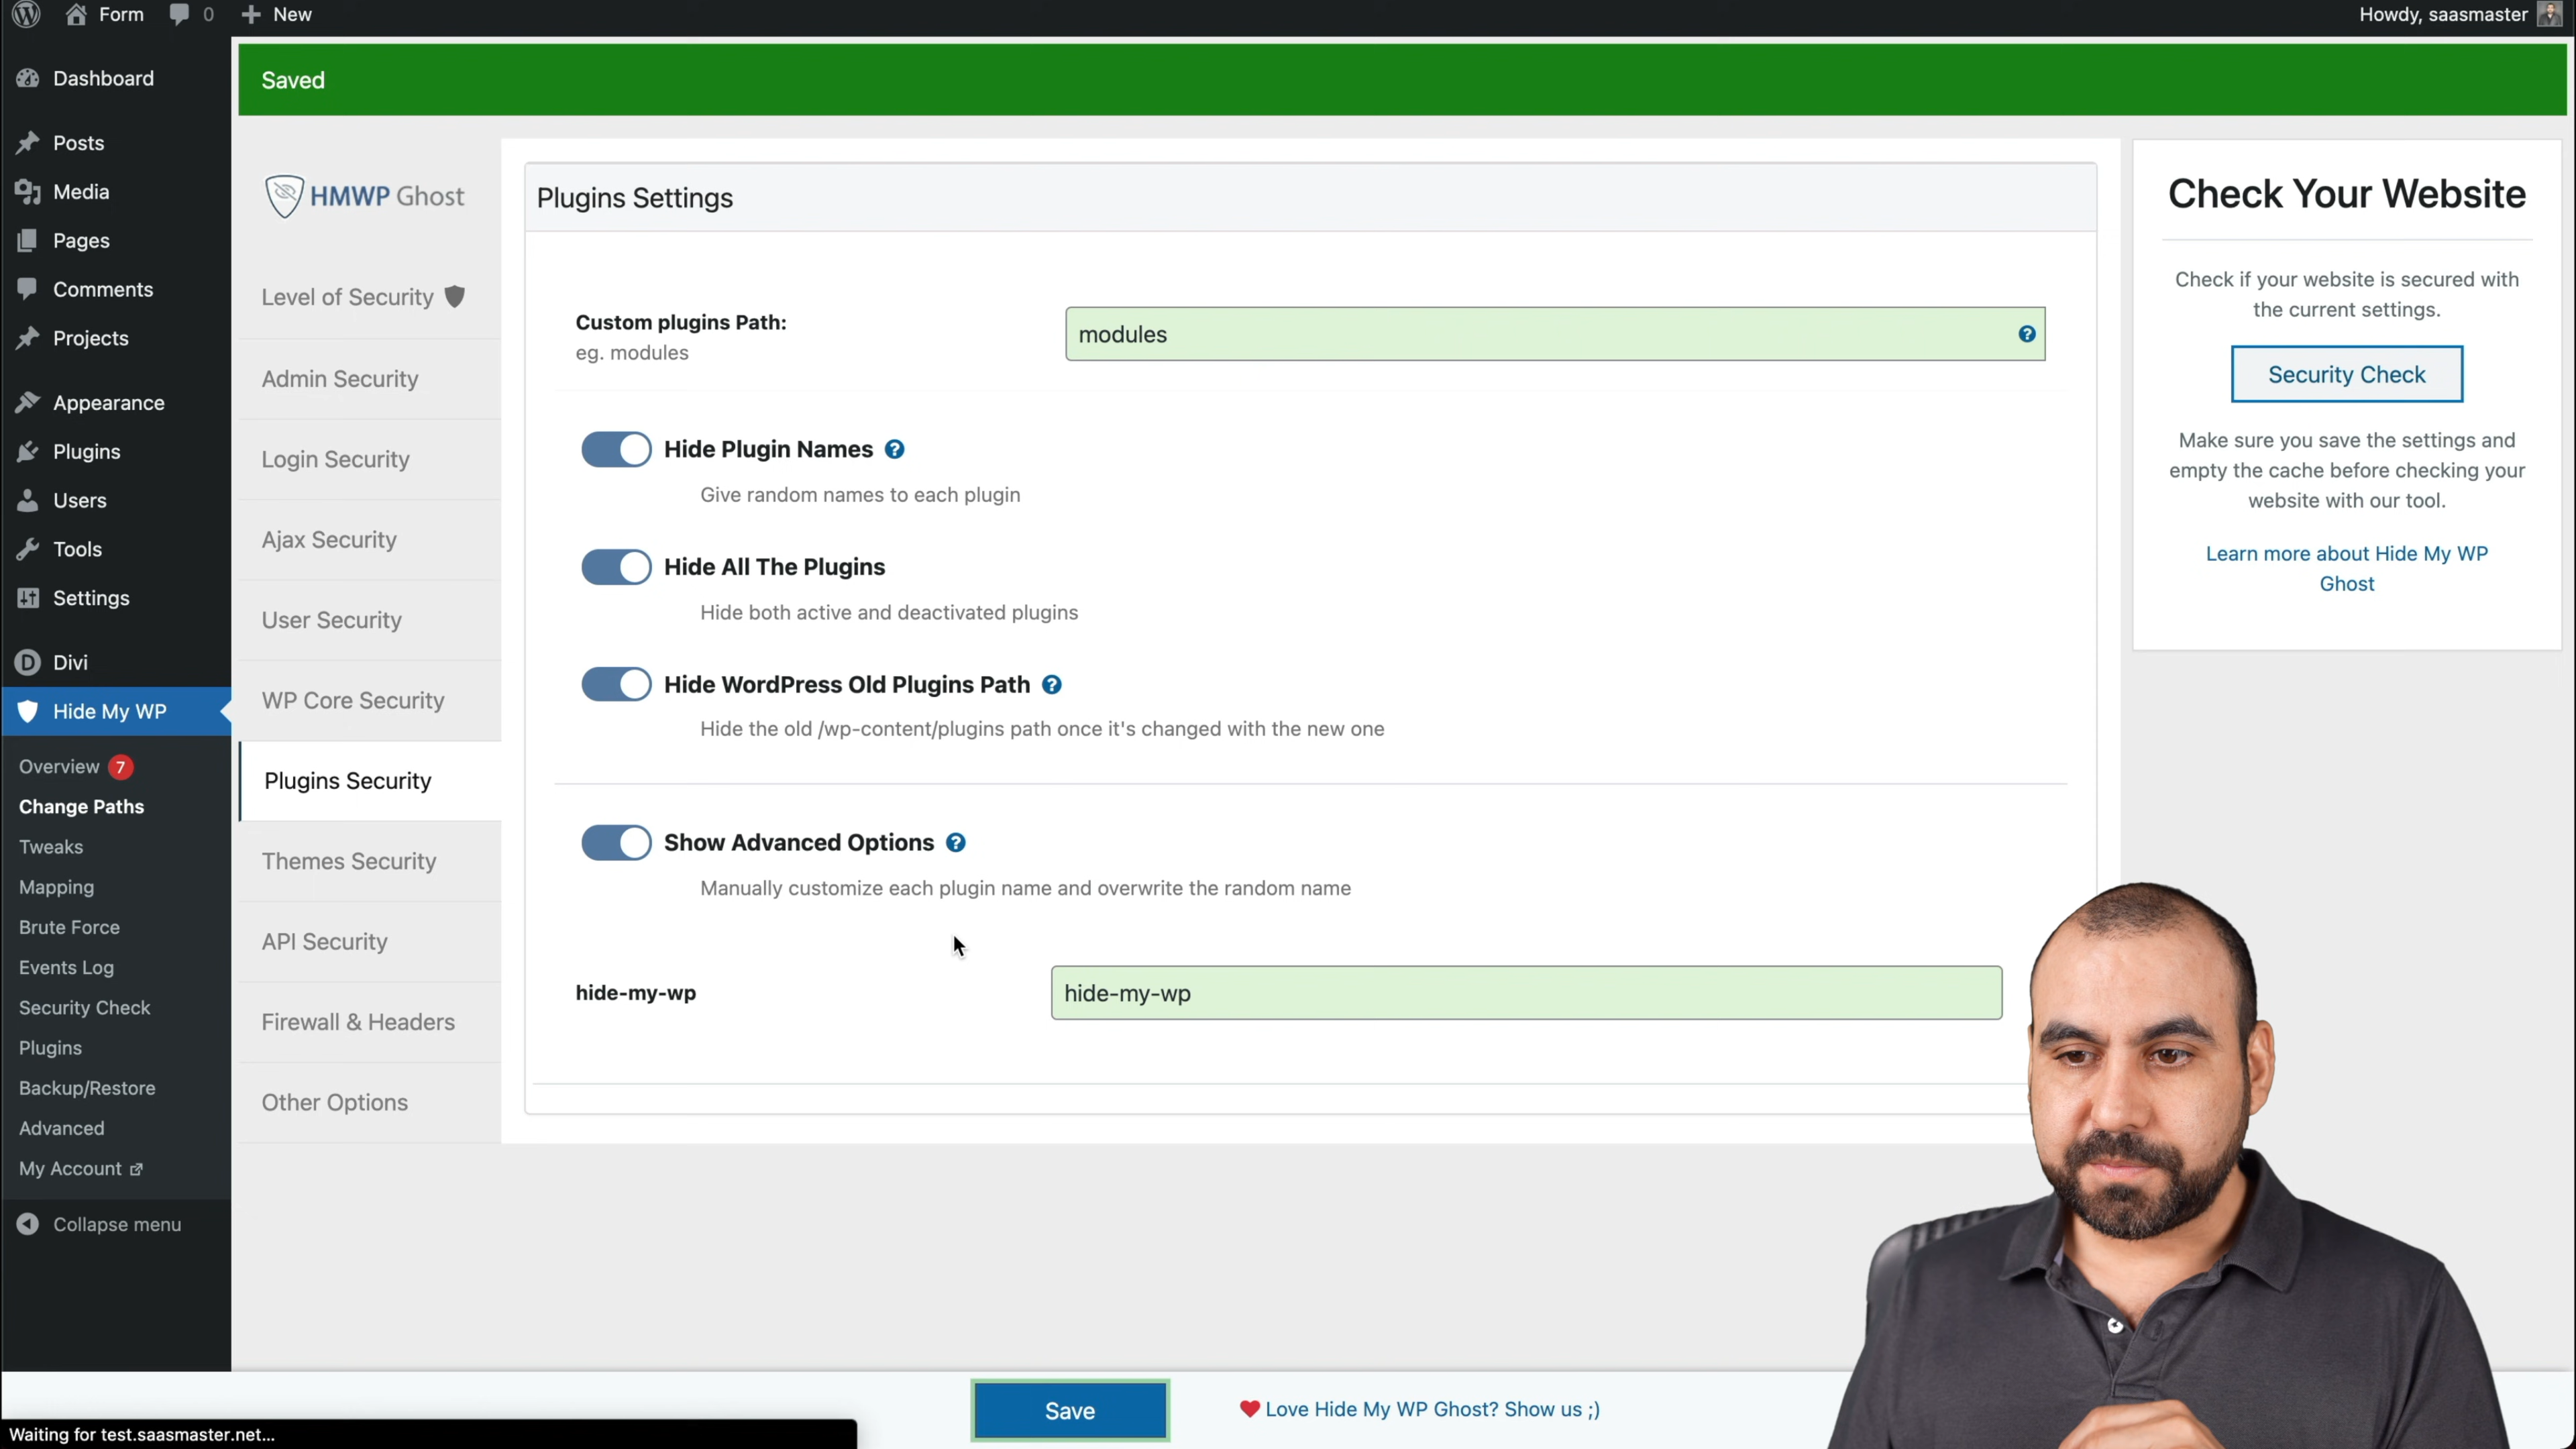 Form
0
New
Howdy, saasmaster
Dashboard
Posts
Media
Pages
Comments
Projects
Appearance
Plugins
Users
Tools
Settings
Divi
Hide My WP
Overview 7
Change Paths
Tweaks
Mapping
Brute Force
Events Log
Security Check
Plugins
Backup/Restore
Advanced
My Account
Collapse menu
Saved
HMWP Ghost
Level of Security
Admin Security
Login Security
Ajax Security
User Security
WP Core Security
Plugins Security
Themes Security
API Security
Firewall & Headers
Other Options
Plugins Settings
Custom plugins Path:
eg. modules
modules
?
Hide Plugin Names ?
Give random names to each plugin
Hide All The Plugins
Hide both active and deactivated plugins
Hide WordPress Old Plugins Path ?
Hide the old /wp-content/plugins path once it's changed with the new one
Show Advanced Options ?
Manually customize each plugin name and overwrite the random name
hide-my-wp
hide-my-wp
Check Your Website
Check if your website is secured with
the current settings.
Security Check
Make sure you save the settings and
empty the cache before checking your
website with our tool.
Learn more about Hide My WP
Ghost
Save
Love Hide My WP Ghost? Show us ;)
Waiting for test.saasmaster.net...